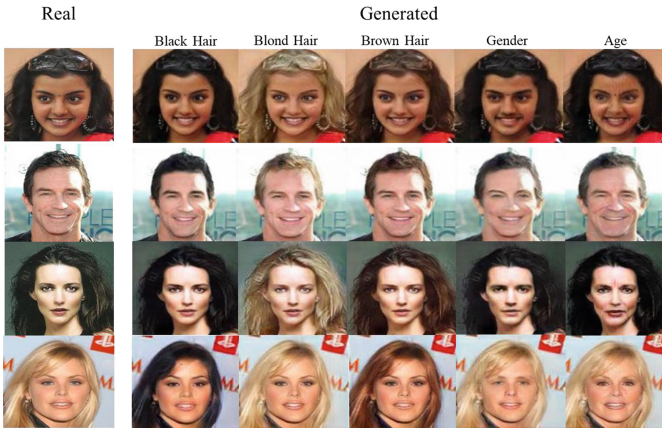 Real
Generated
Black Hair
Blond Hair
Brown Hair
Gender
Age